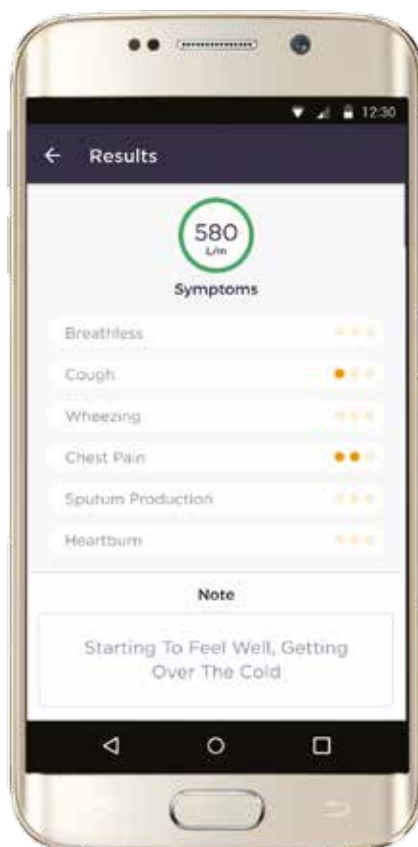 12:30
Results
580
L/m
Symptoms
Breathless
Cough
Wheezing
Chest Pain
Sputum Production
Heartburn
Note
Starting To Feel Well, Getting
Over The Cold